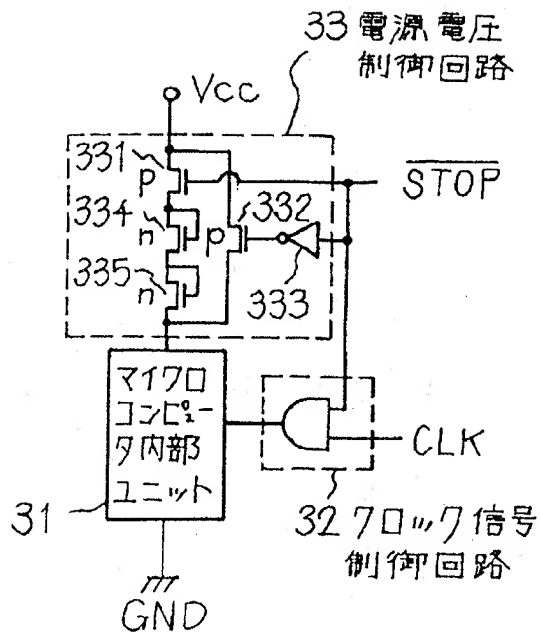 33 電源電圧
制御回路
Vcc
331
P
STOP
334
n
332
P
333
335
n
マイクロ
コンピュー
タ内部
ユニット
CLK
31
32 クロック信号
制御回路
GND